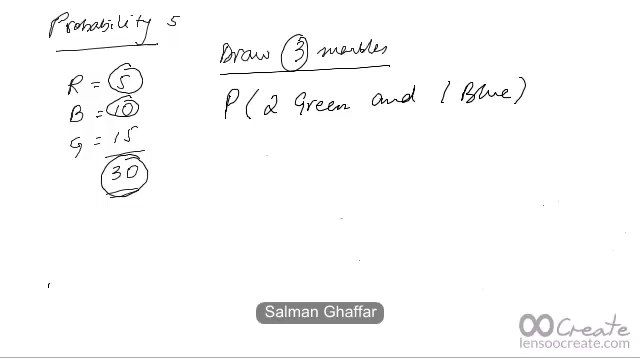 Probability 5
Draw 3 marbles
R = 5
B = 10
G = 15
30
P( 2 Green and 1 Blue)
Salman Ghaffar
Create
lensoocreate.com